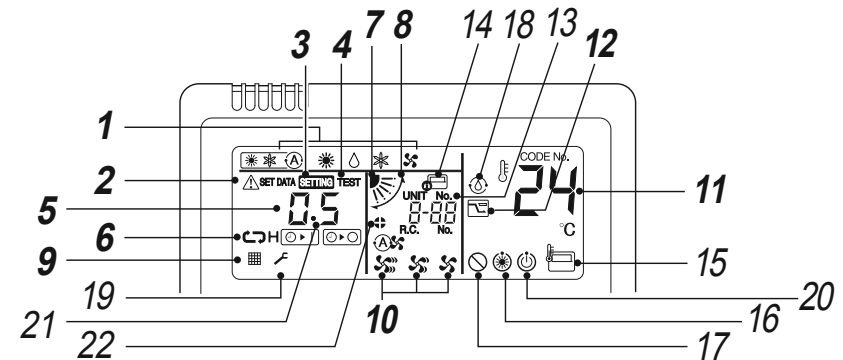 3 4 7 8 14 18 13 12
1
CODE No.
A
2 SET DATA SETTING TEST
UNIT No.
24 11
5 0.5
8-88
R.C. No.
°C
6 H
A
9
15
19
21
22
10
17
16
20